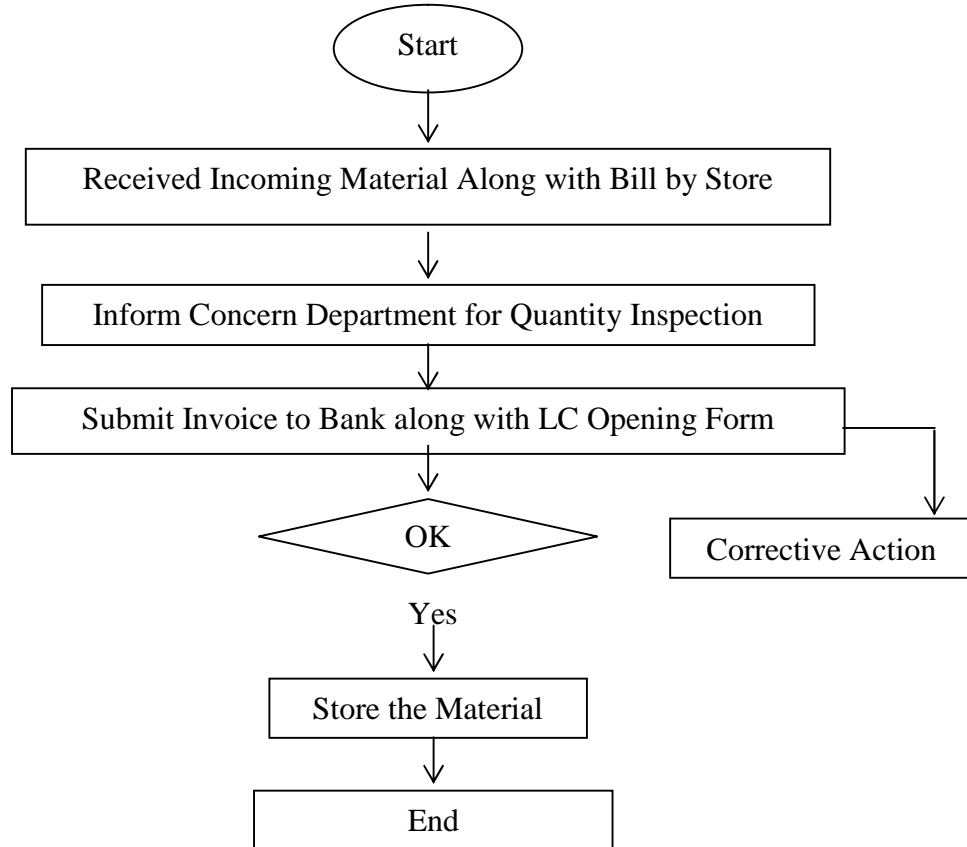 Start
Received Incoming Material Along with Bill by Store
Inform Concern Department for Quantity Inspection
Submit Invoice to Bank along with LC Opening Form
OK
Corrective Action
Yes
Store the Material
End